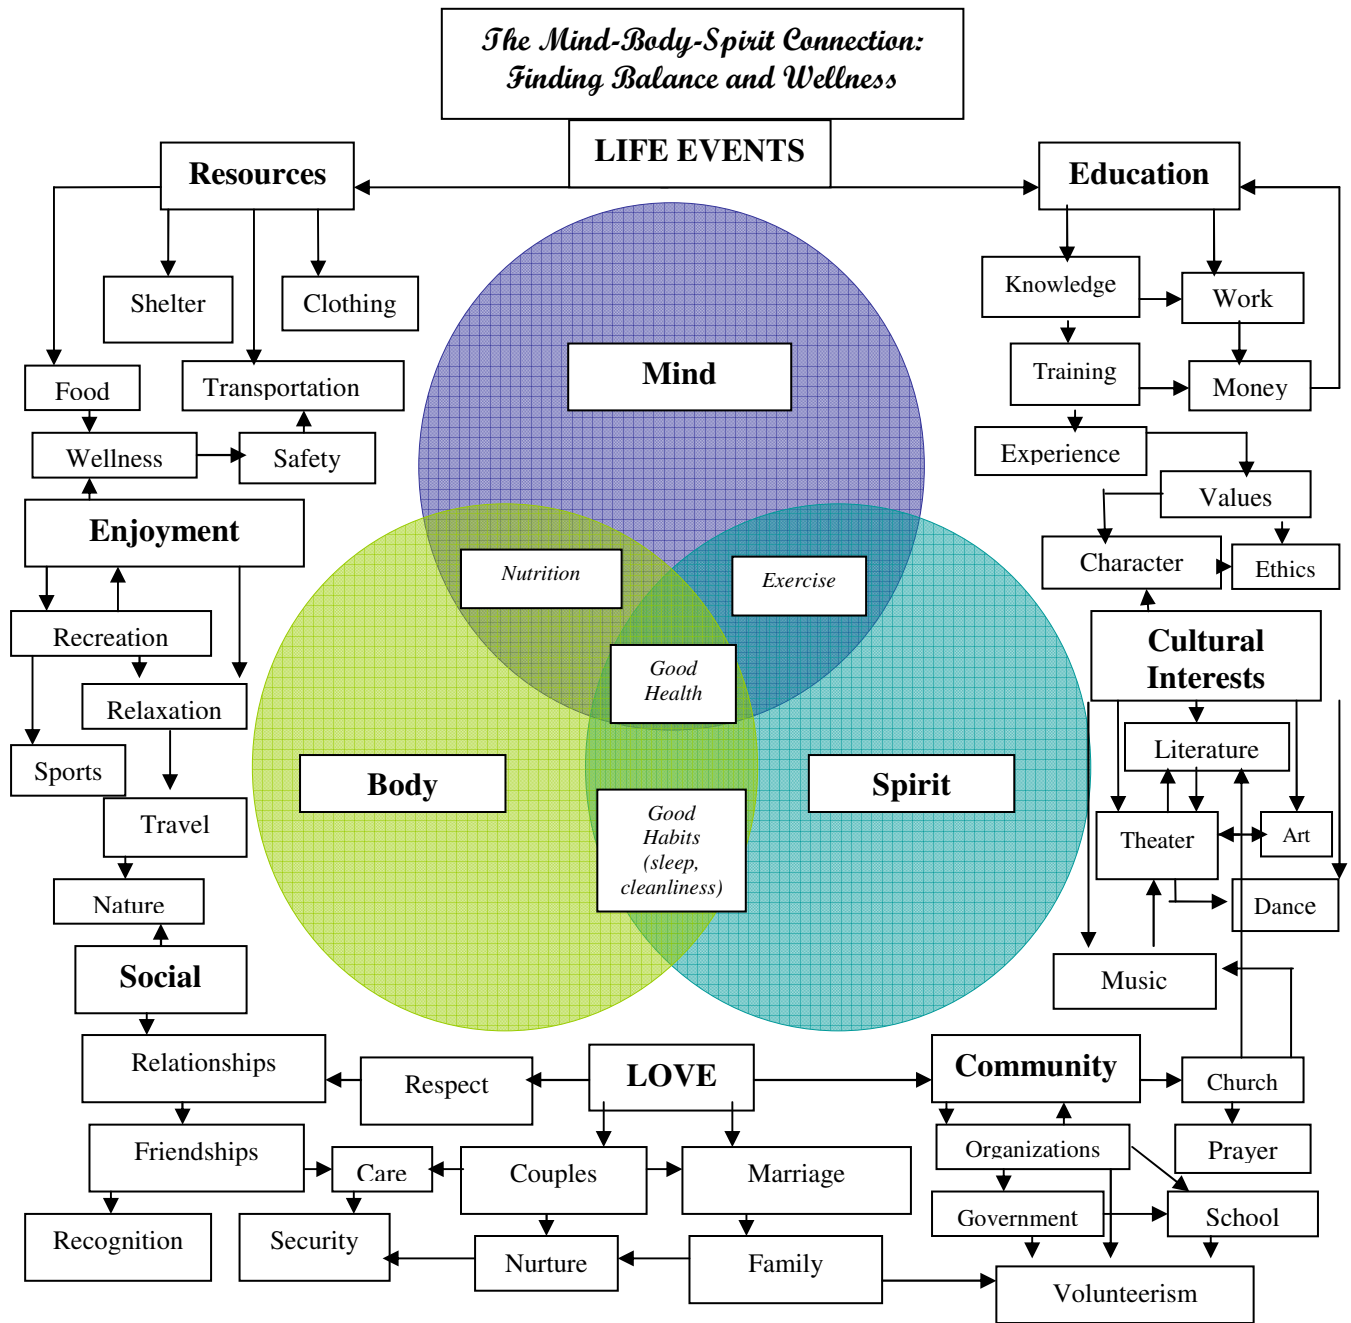 The Mind-Body-Spirit Connection:
Finding Balance and Wellness
LIFE EVENTS
Resources
Education
Shelter
Clothing
Knowledge
Work
Food
Transportation
Mind
Training
Money
Wellness
Safety
Experience
Values
Enjoyment
Nutrition
Exercise
Character
Ethics
Recreation
Good
Health
Cultural
Interests
Relaxation
Literature
Sports
Body
Spirit
Travel
Good
Habits
(sleep,
cleanliness)
Theater
Art
Nature
Dance
Social
Music
Relationships
Respect
LOVE
Community
Church
Friendships
Care
Couples
Marriage
Organizations
Prayer
Recognition
Security
Government
School
Nurture
Family
Volunteerism